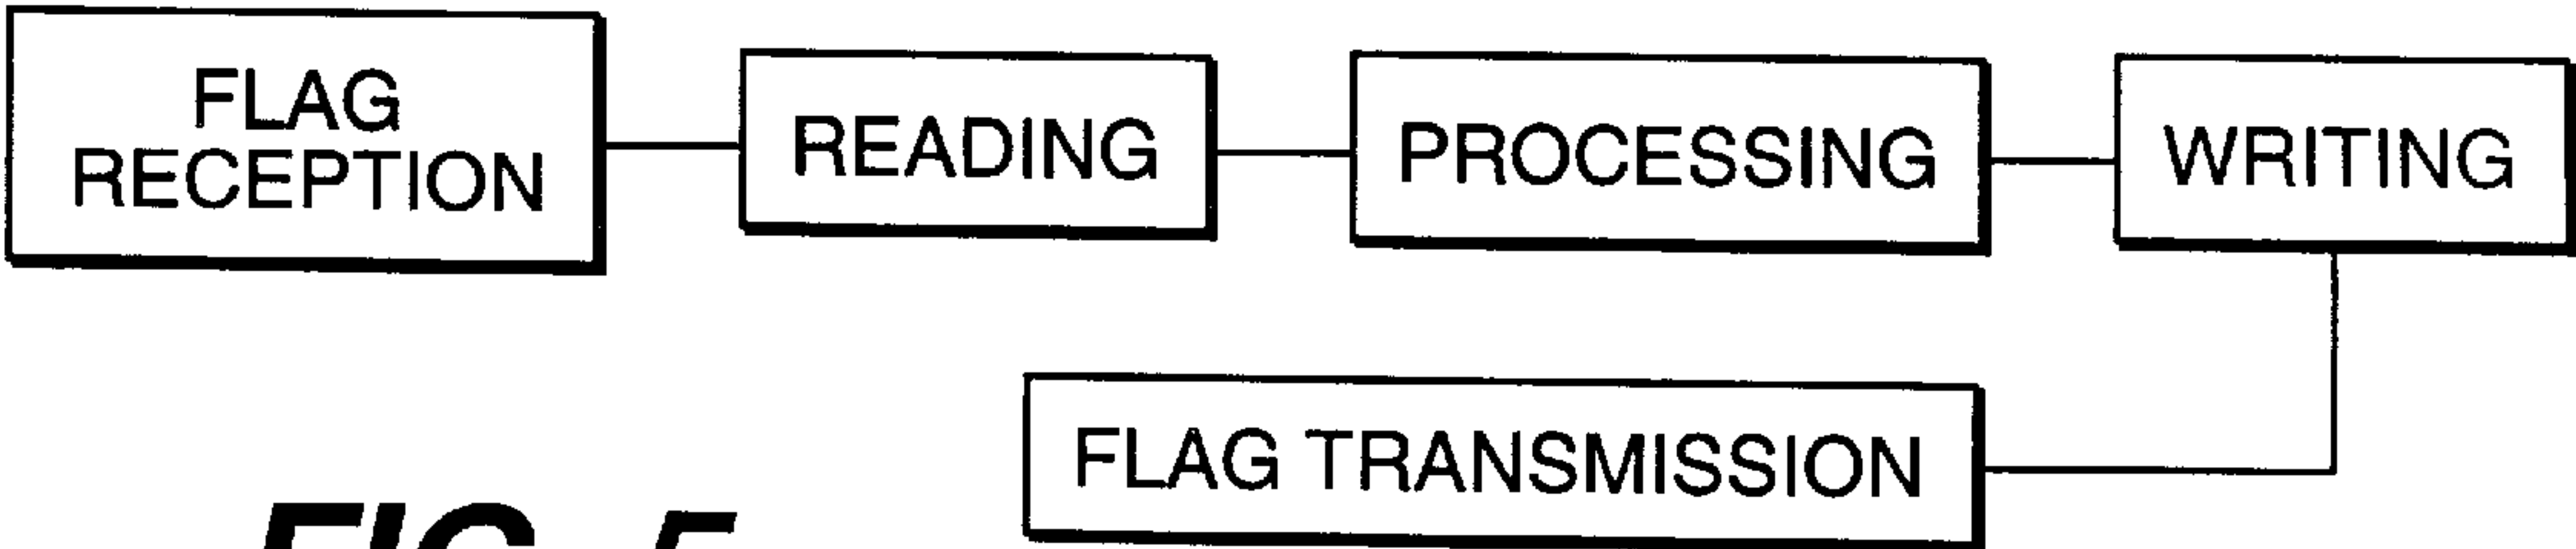 FLAG
RECEPTION
READING
PROCESSING
WRITING
FLAG TRANSMISSION